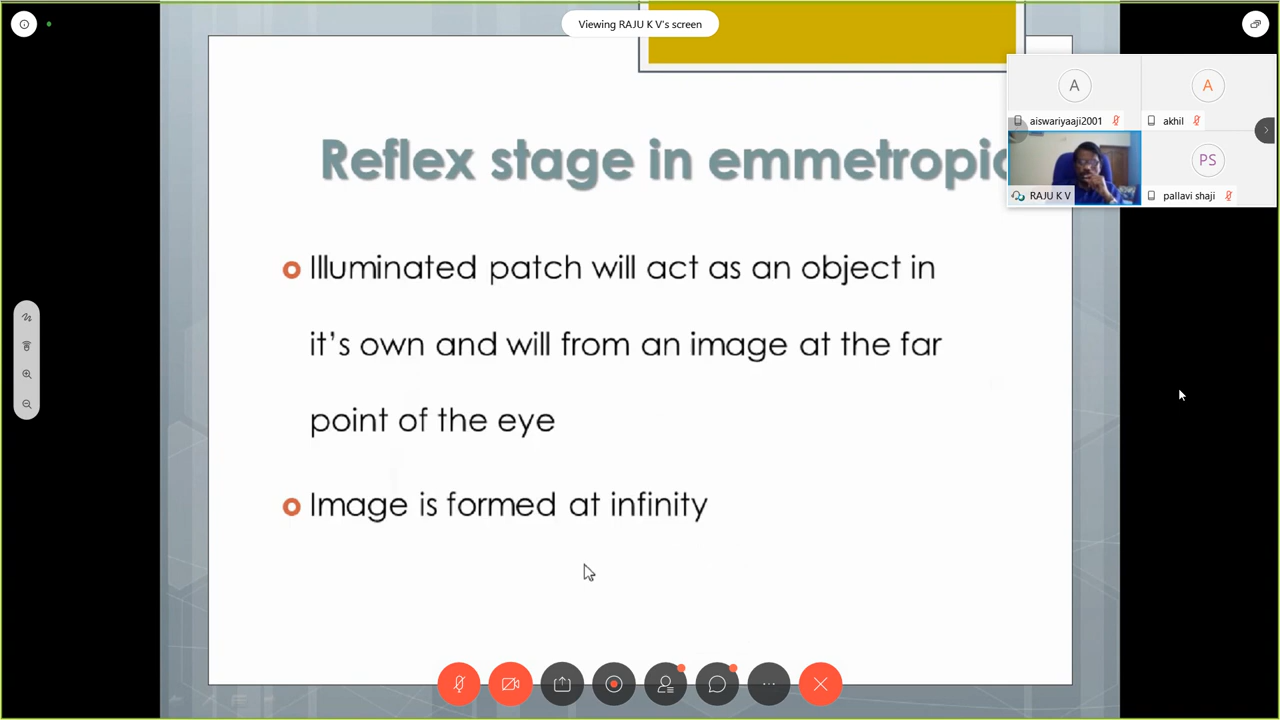 Viewing RAJU K V's screen
A
A
aiswariyaaji2001
akhil
PS
RAJU K V
pallavi shaji
Reflex stage in emmetropic
Illuminated patch will act as an object in
it's own and will from an image at the far
point of the eye
Image is formed at infinity